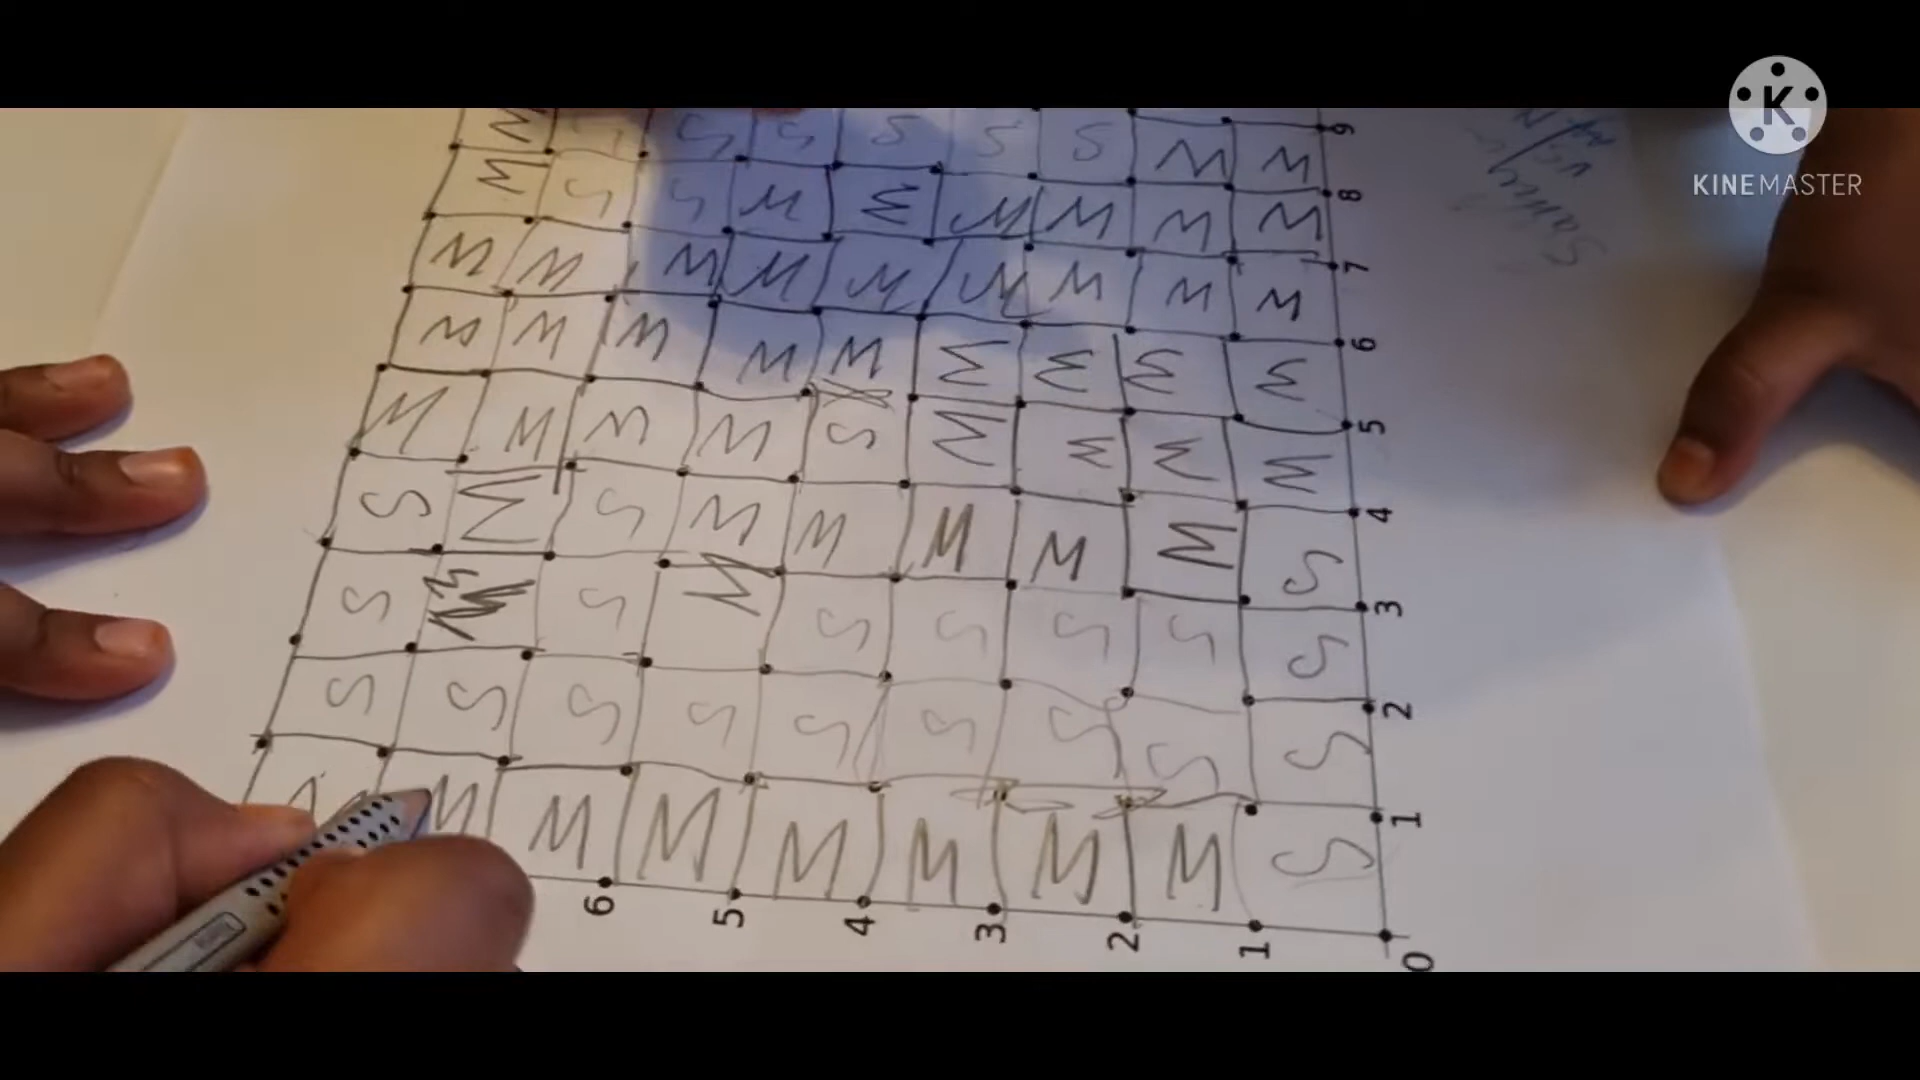 KINEMASTER
M S S S S S M M 9
M S S M M M M M M 8
M M M M M M M M M 7
M M M M M M M M M 6
M M M M S M M M M 5
S M S M M M M M S 4
S M S M S S S S S 3
S S S S S S S S S 2
M M M M M M M S 1
6 5 4 3 2 1 0